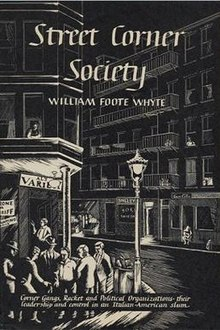 Street Corner
Society
WILLIAM FOOTE WHYTE
VARIE
Corner Gangs, Racket and Political Organizations-their
leadership and control in an Italian-American slum.